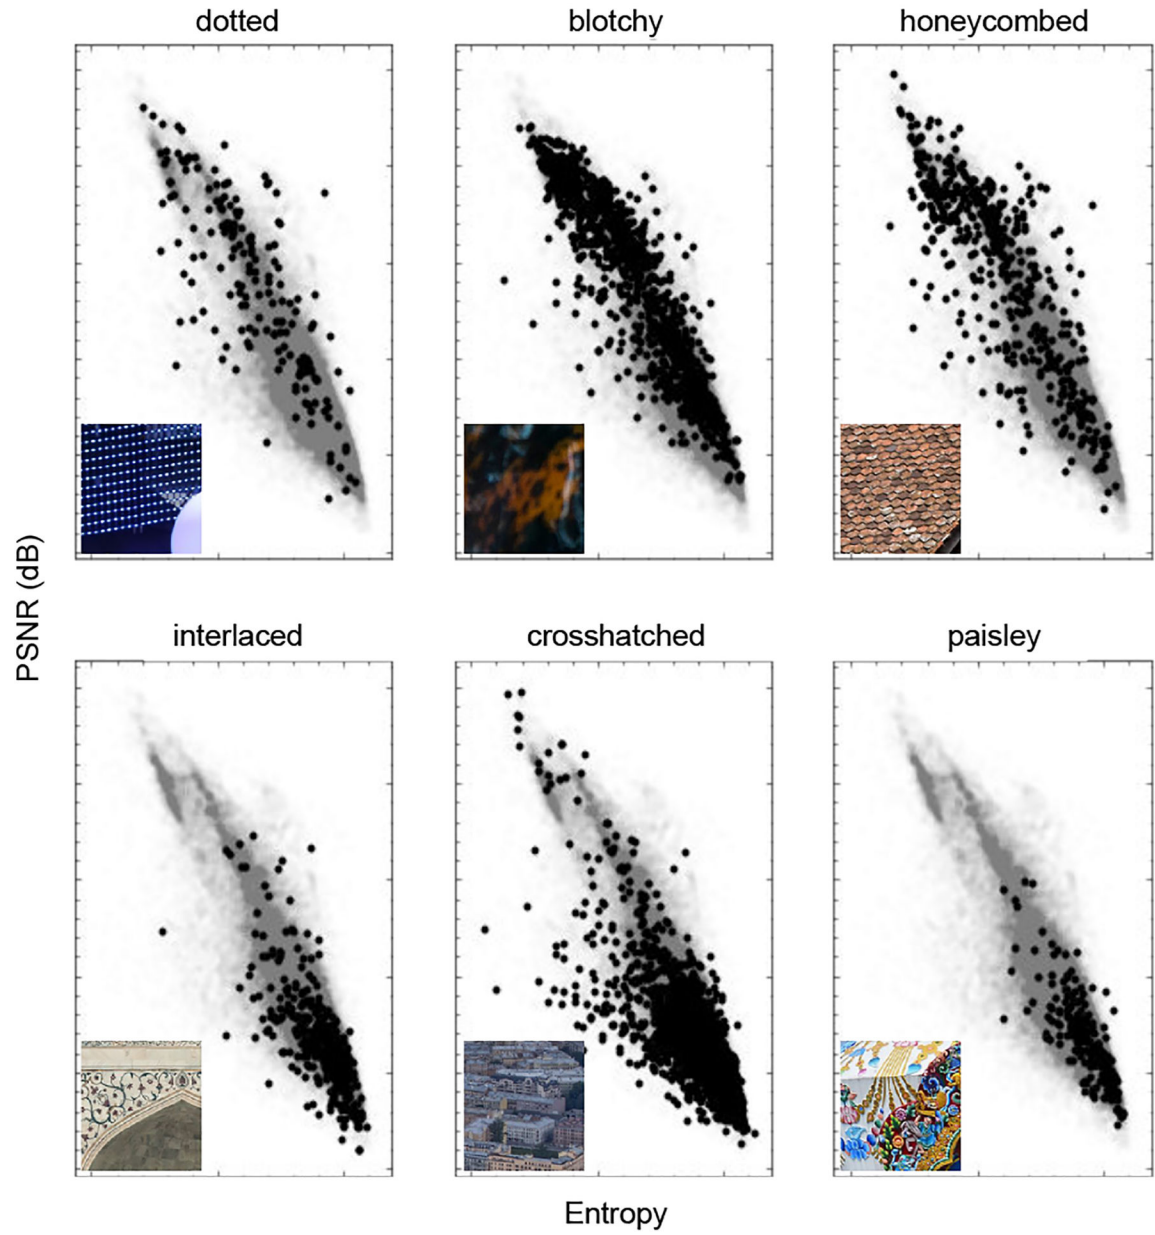 dotted
blotchy
honeycombed
PSNR (dB)
interlaced
crosshatched
paisley
Entropy